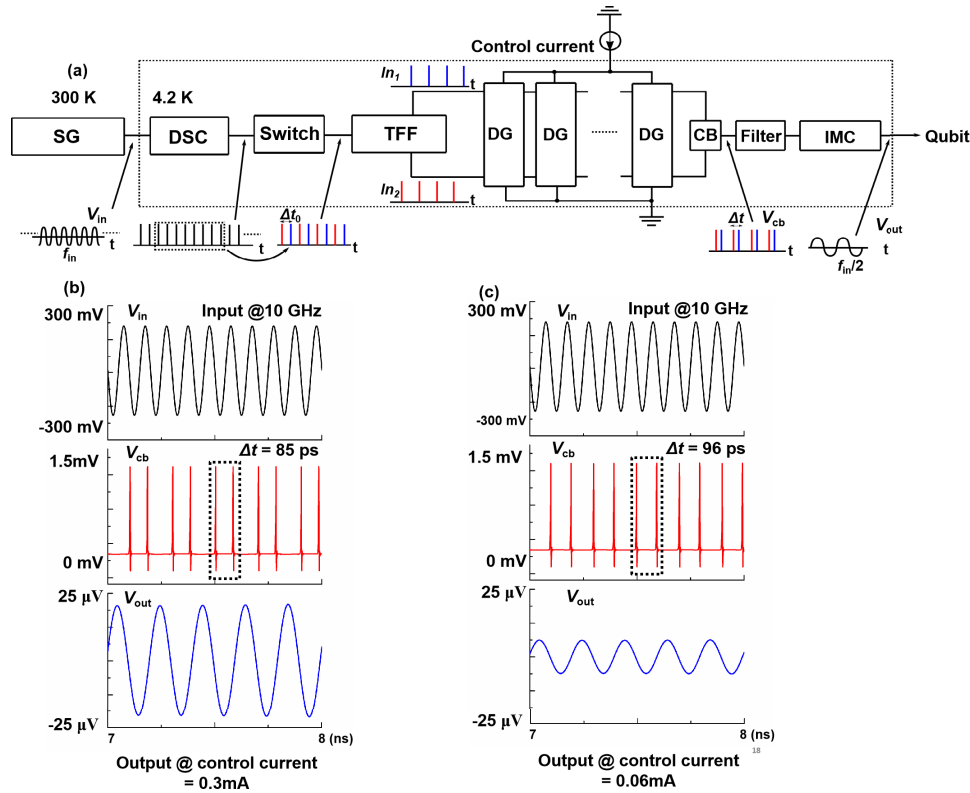 (a)
Control current
300 K
4.2 K
In1
t
SG
DSC
Switch
TFF
DG
DG
........
DG
CB
Filter
IMC
Qubit
In2
t
Vin
t
fin
t
Δt0
t
Δt
Vcb
t
Vout
t
fin/2
(b)
300 mV
Vin
Input @10 GHz
-300 mV
1.5mV
Vcb
Δt = 85 ps
0 mV
25 µV
Vout
-25 µV
7
8 (ns)
Output @ control current
= 0.3mA
(c)
300 mV
Vin
Input @10 GHz
-300 mV
1.5 mV
Vcb
Δt = 96 ps
0 mV
25 µV
Vout
-25 µV
7
8 (ns)
18
Output @ control current
= 0.06mA